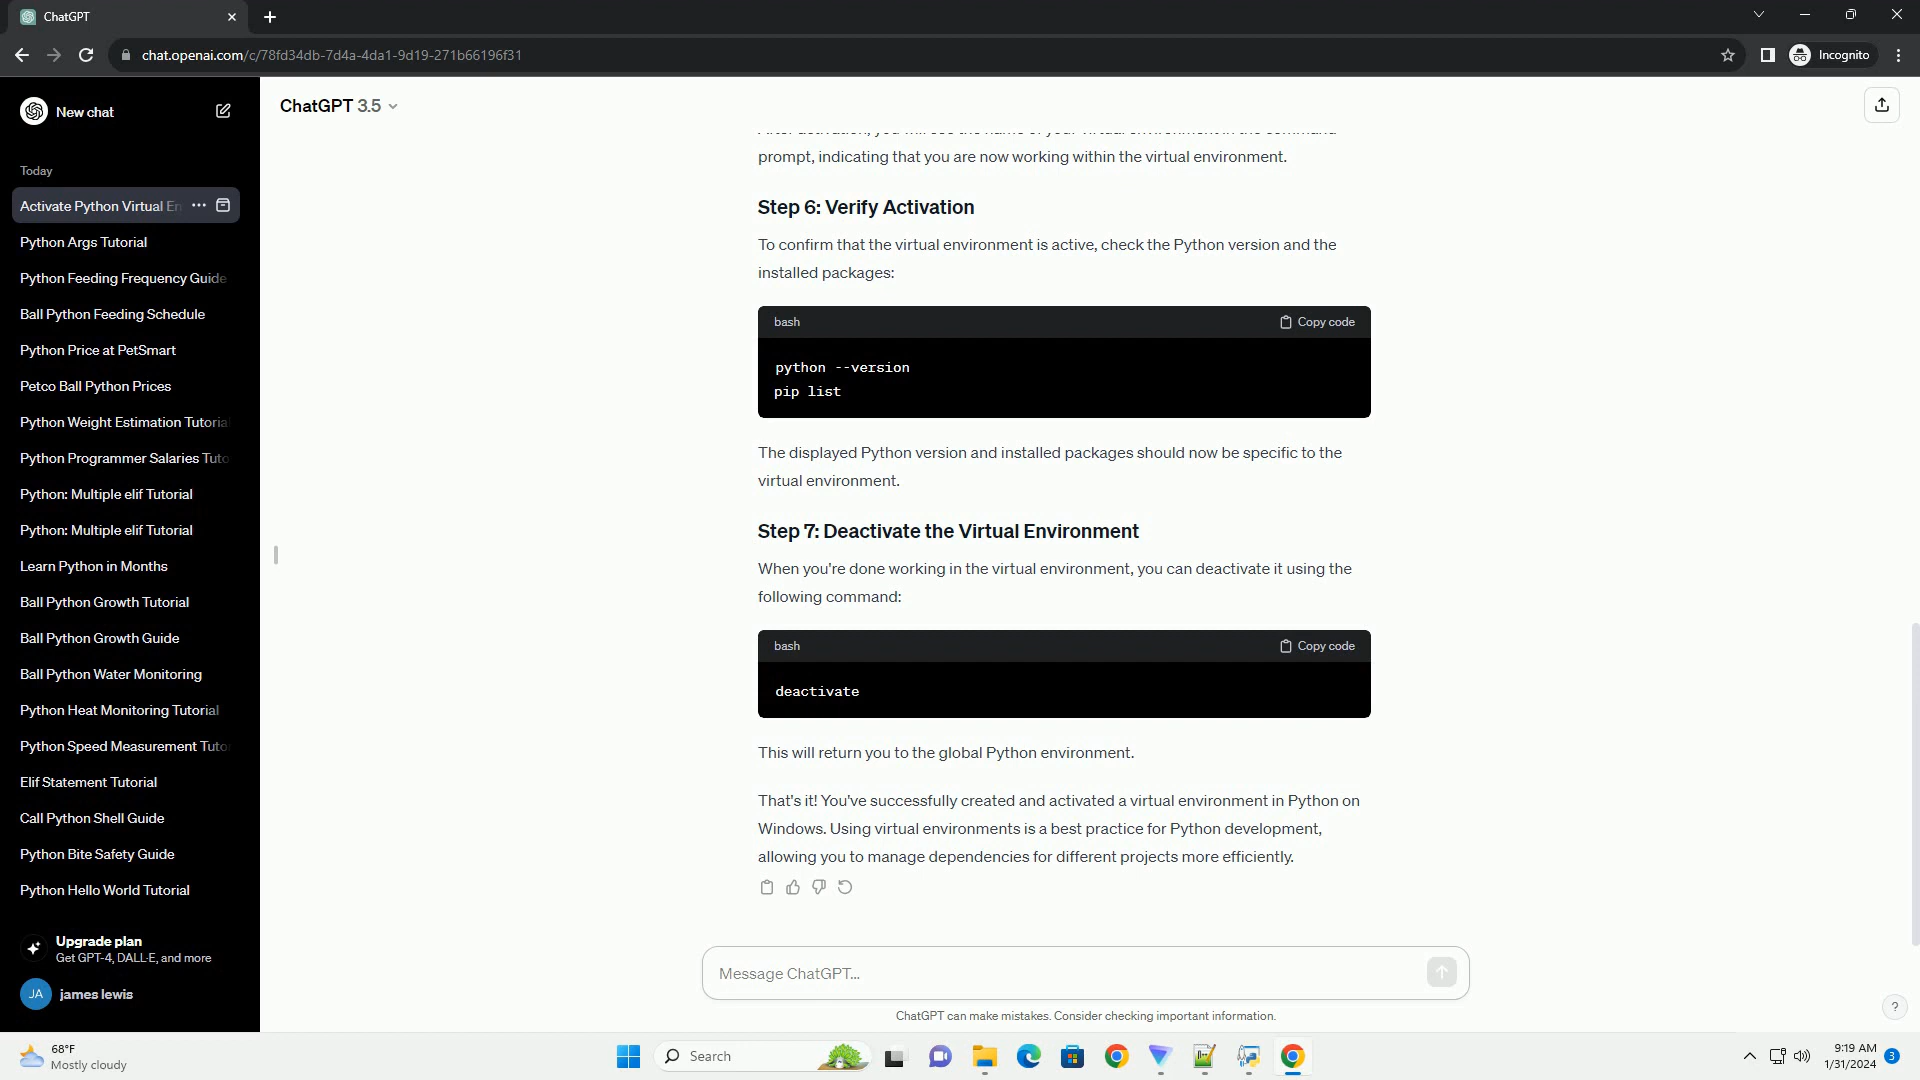 ChatGPT
chat.openai.com/c/78fd34db-7d4a-4da1-9d19-271b66196f31
Incognito
New chat
Today
Activate Python Virtual En
Python Args Tutorial
Python Feeding Frequency Guide
Ball Python Feeding Schedule
Python Price at PetSmart
Petco Ball Python Prices
Python Weight Estimation Tutoria
Python Programmer Salaries Tuto
Python: Multiple elif Tutorial
Python: Multiple elif Tutorial
Learn Python in Months
Ball Python Growth Tutorial
Ball Python Growth Guide
Ball Python Water Monitoring
Python Heat Monitoring Tutorial
Python Speed Measurement Tuto
Elif Statement Tutorial
Call Python Shell Guide
Python Bite Safety Guide
Python Hello World Tutorial
Upgrade plan
Get GPT-4, DALL·E, and more
JA james lewis
ChatGPT 3.5
prompt, indicating that you are now working within the virtual environment.
Step 6: Verify Activation
To confirm that the virtual environment is active, check the Python version and the
installed packages:
bash Copy code
python --version
pip list
The displayed Python version and installed packages should now be specific to the
virtual environment.
Step 7: Deactivate the Virtual Environment
When you're done working in the virtual environment, you can deactivate it using the
following command:
bash Copy code
deactivate
This will return you to the global Python environment.
That's it! You've successfully created and activated a virtual environment in Python on
Windows. Using virtual environments is a best practice for Python development,
allowing you to manage dependencies for different projects more efficiently.
Message ChatGPT...
ChatGPT can make mistakes. Consider checking important information.
?
68°F
Mostly cloudy
Search
9:19 AM
1/31/2024
3